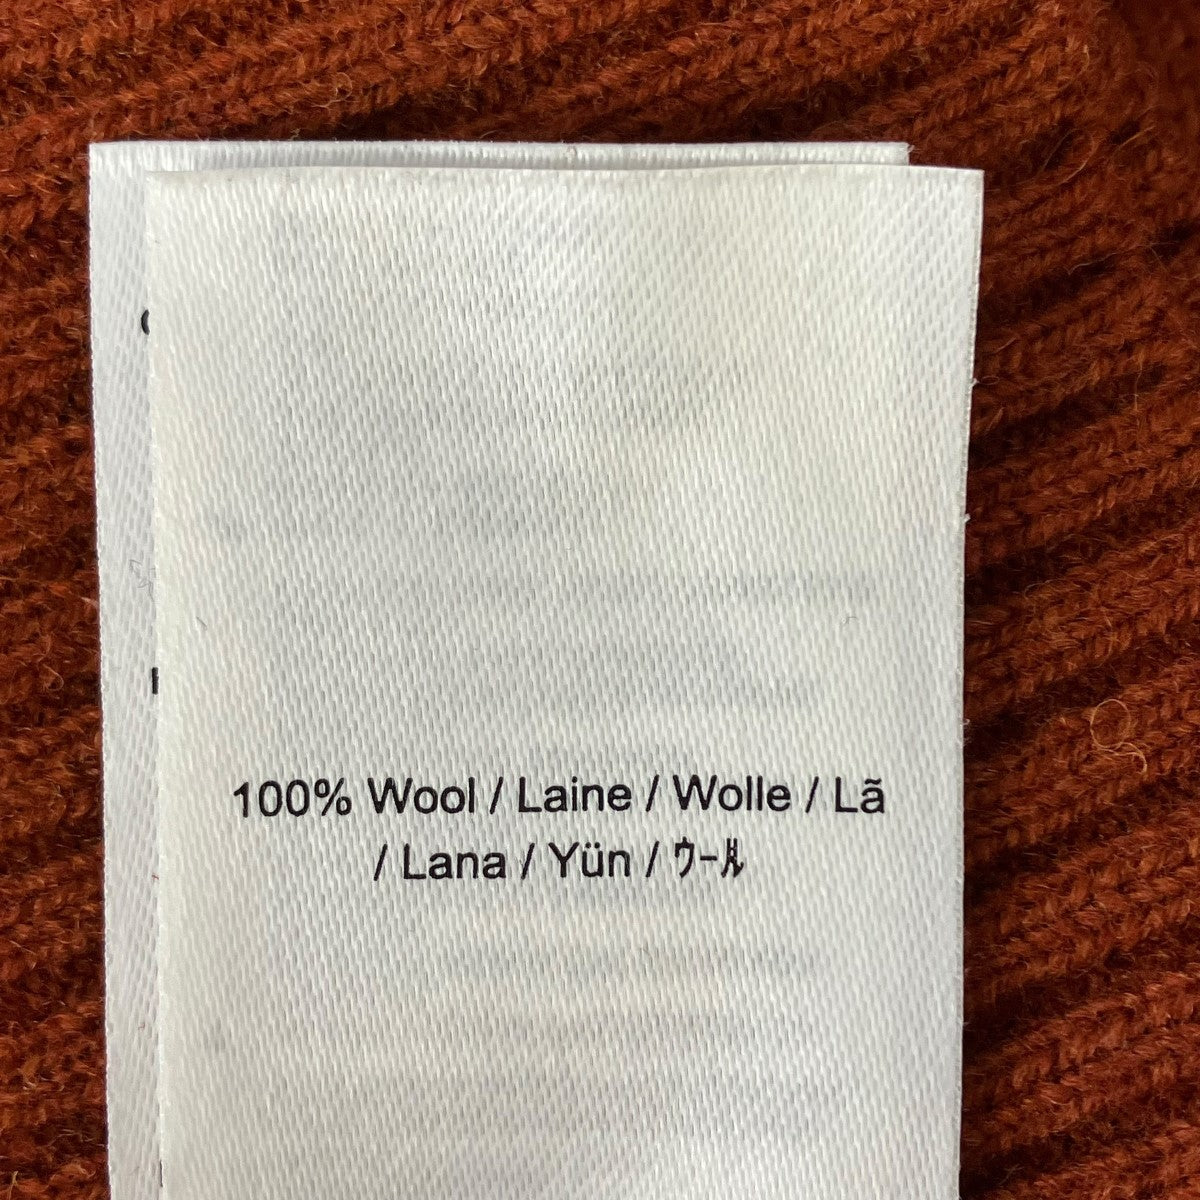 100% Wool / Laine / Wolle / Lã
/ Lana / Yün / ウール